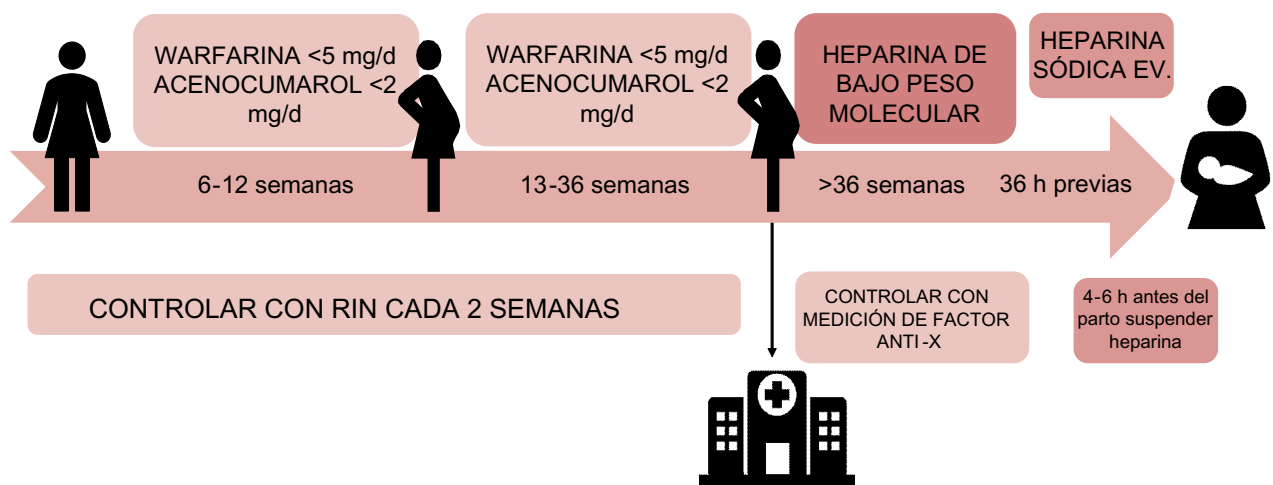 WARFARINA <5 mg/d
ACENOCUMAROL <2
mg/d
WARFARINA <5 mg/d
ACENOCUMAROL <2
mg/d
HEPARINA DE
BAJO PESO
MOLECULAR
HEPARINA
SÓDICA EV.
6-12 semanas
13-36 semanas
>36 semanas
36 h previas
CONTROLAR CON RIN CADA 2 SEMANAS
CONTROLAR CON
MEDICIÓN DE FACTOR
ANTI-X
4-6 h antes del
parto suspender
heparina